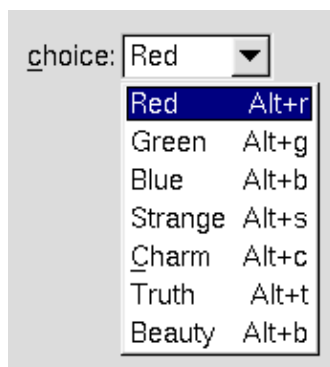 choice: Red
Red Alt+r
Green Alt+g
Blue Alt+b
Strange Alt+s
Charm Alt+c
Truth Alt+t
Beauty Alt+b